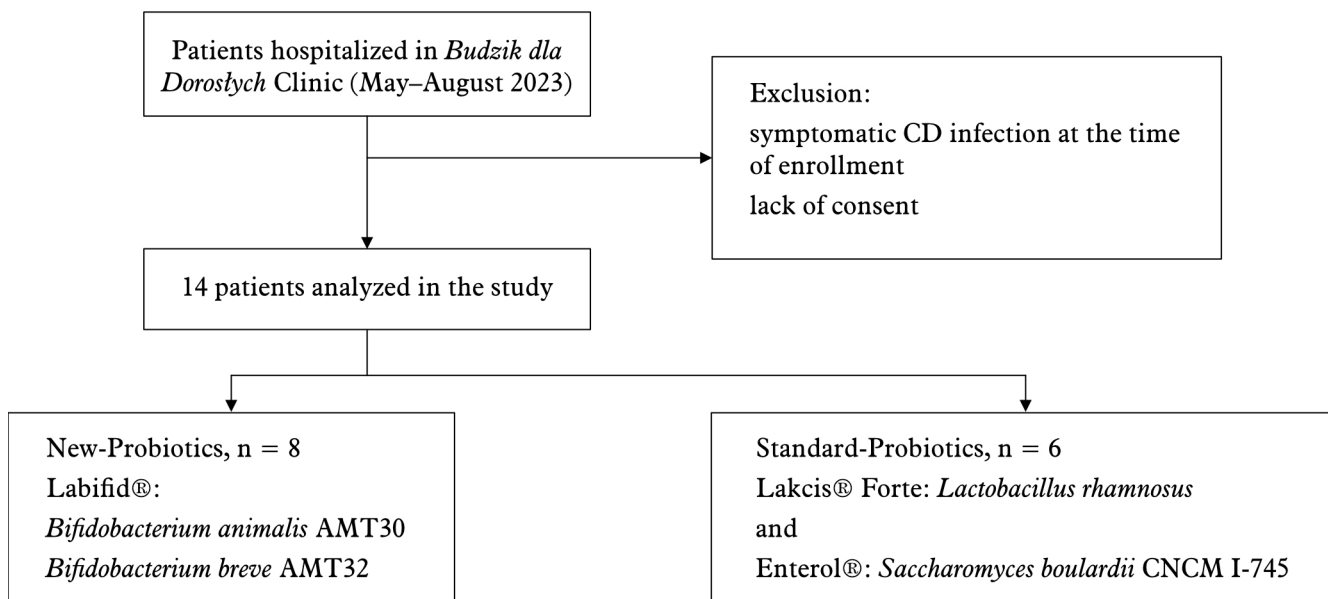 Patients hospitalized in Budzik dla
Dorosłych Clinic (May–August 2023)
Exclusion:
symptomatic CD infection at the time
of enrollment
lack of consent
14 patients analyzed in the study
New-Probiotics, n = 8
Labifid®:
Bifidobacterium animalis AMT30
Bifidobacterium breve AMT32
Standard-Probiotics, n = 6
Lakcis® Forte: Lactobacillus rhamnosus
and
Enterol®: Saccharomyces boulardii CNCM I-745